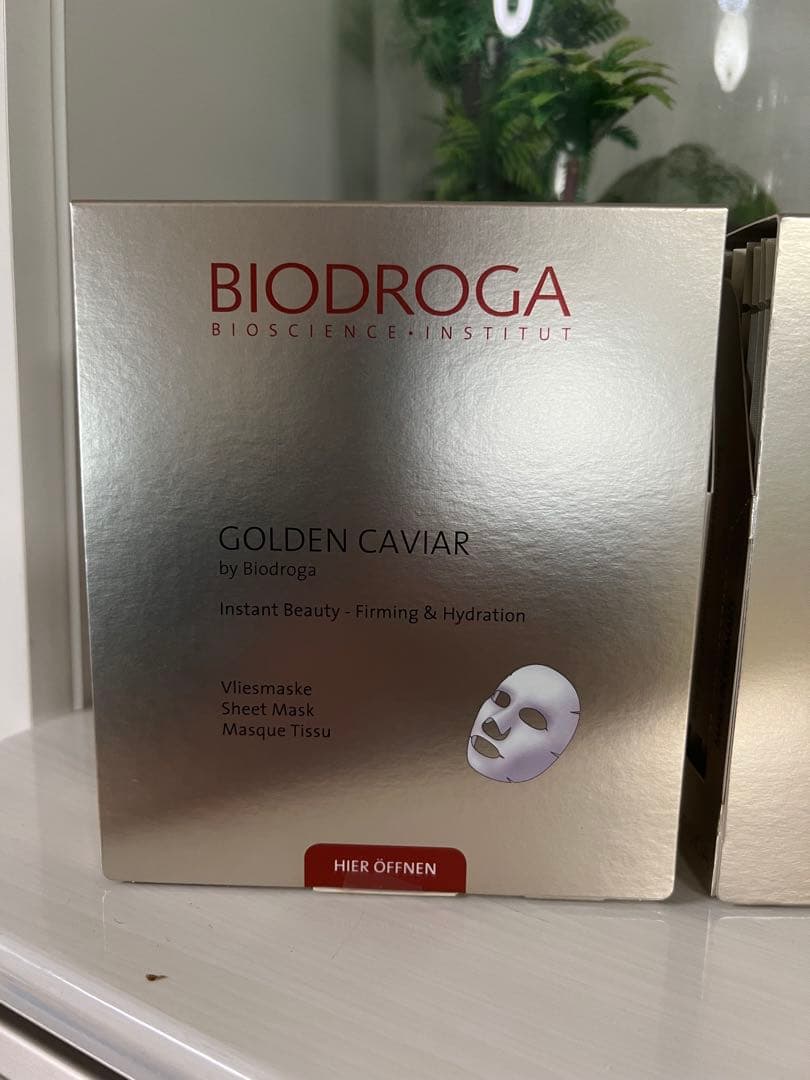 BIODROGA
BIOSCIENCE•INSTITUT
GOLDEN CAVIAR
by Biodroga
Instant Beauty - Firming & Hydration
Vliesmaske
Sheet Mask
Masque Tissu
HIER ÖFFNEN